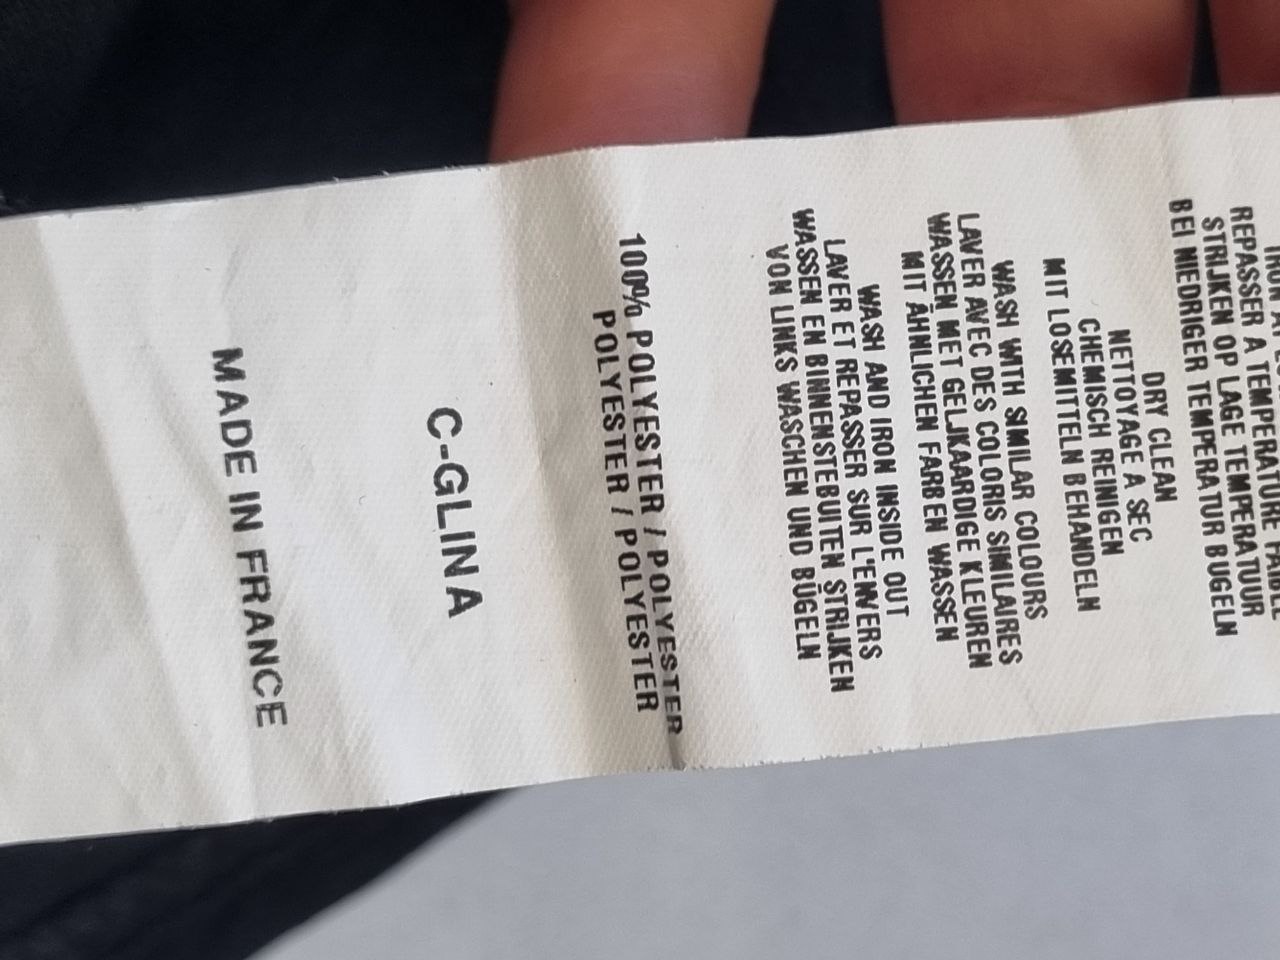 REPASSER A TEMPERATURE FAIBLE
STRIJKEN OP LAGE TEMPERATUUR
BEI NIEDRIGER TEMPERATUR BÜGELN
DRY CLEAN
NETTOYAGE A SEC
CHEMISCH REINIGEN
MIT LOSEMITTELN BEHANDELN
WASH WITH SIMILAR COLOURS
LAVER AVEC DES COLORIS SIMILAIRES
WASSEN MET GELJKAARDIGE KLEUREN
MIT ÄHNLICHEN FARBEN WASSEN
WASH AND IRON INSIDE OUT
LAVER ET REPASSER SUR L'ENVERS
WASSEN EN BINNENSTEBUITEN STRIJKEN
VON LINKS WASCHEN UND BÜGELN
100% POLYESTER / POLYESTER
POLYESTER / POLYESTER
C-GLINA
MADE IN FRANCE